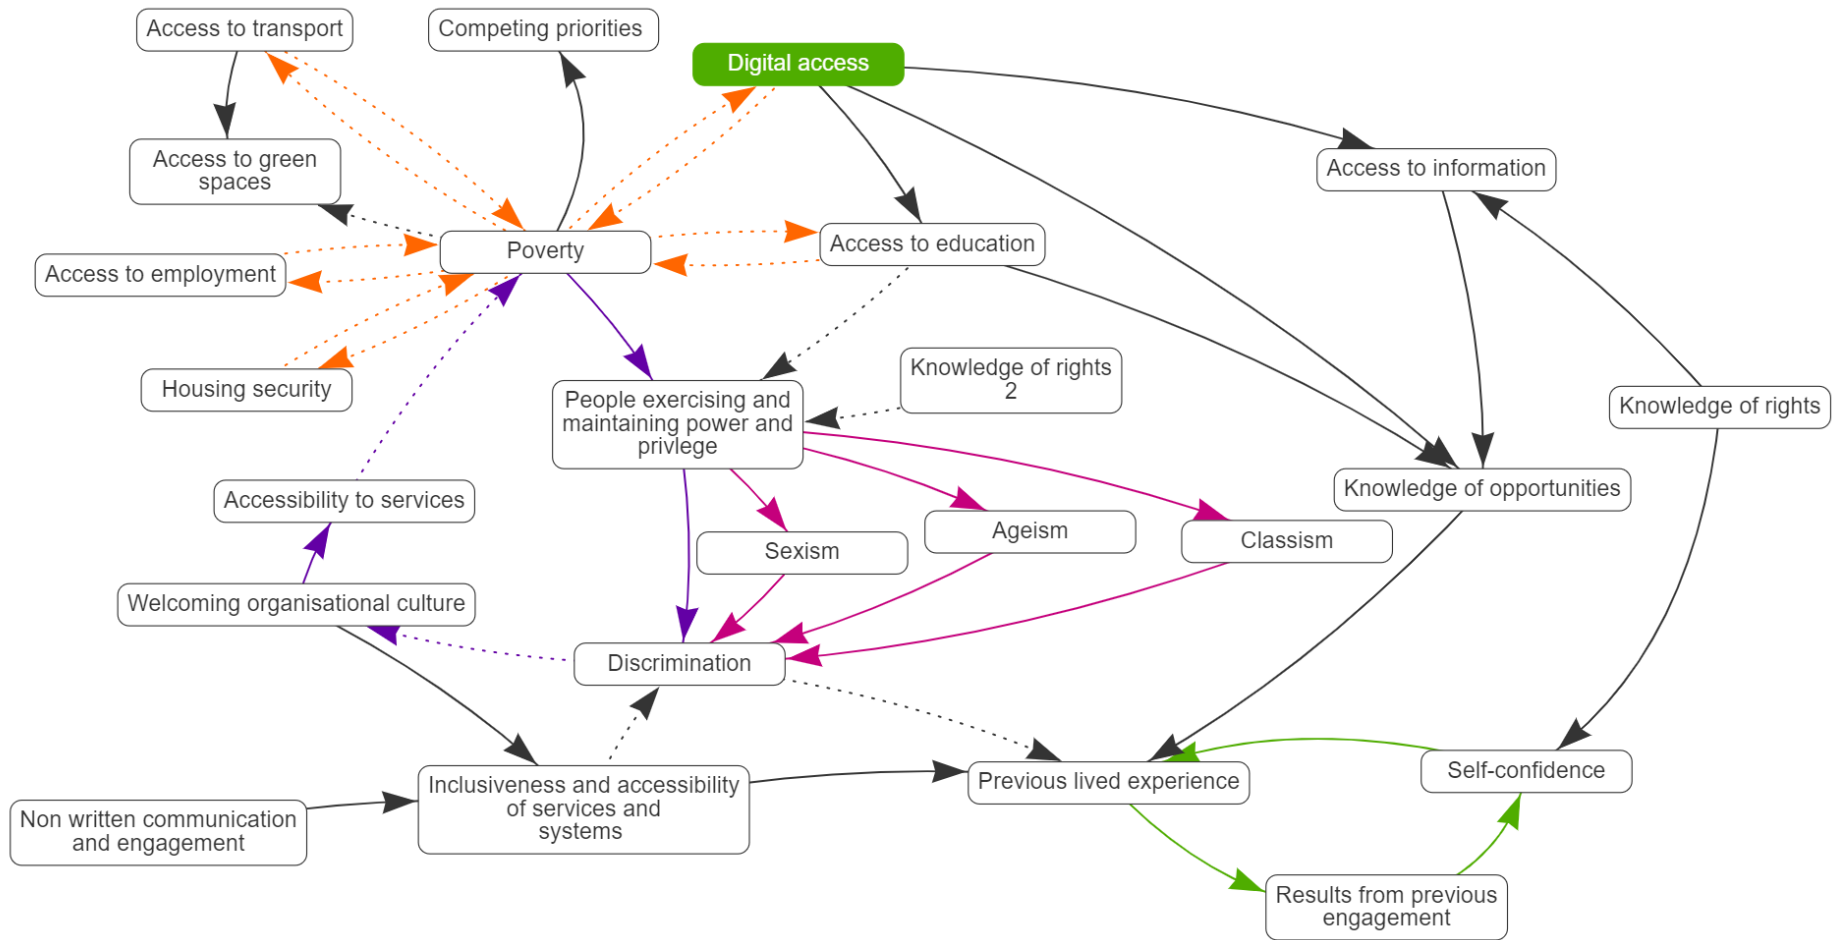 Access to transport
Competing priorities
Digital access
Access to green
spaces
Access to information
Poverty
Access to education
Access to employment
Housing security
Knowledge of rights
2
People exercising and
maintaining power and
privlege
Knowledge of rights
Accessibility to services
Knowledge of opportunities
Sexism
Ageism
Classism
Welcoming organisational culture
Discrimination
Inclusiveness and accessibility
of services and
systems
Previous lived experience
Self-confidence
Non written communication
and engagement
Results from previous
engagement